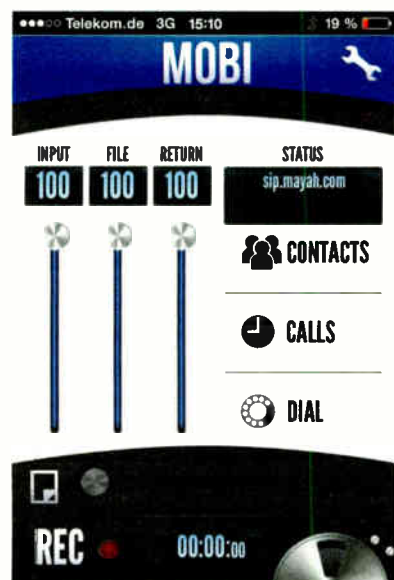 Telekom.de 3G 15:10 19 %
MOBI
INPUT FILE RETURN STATUS
100 100 100 sip.mayah.com
CONTACTS
CALLS
DIAL
REC 00:00:00